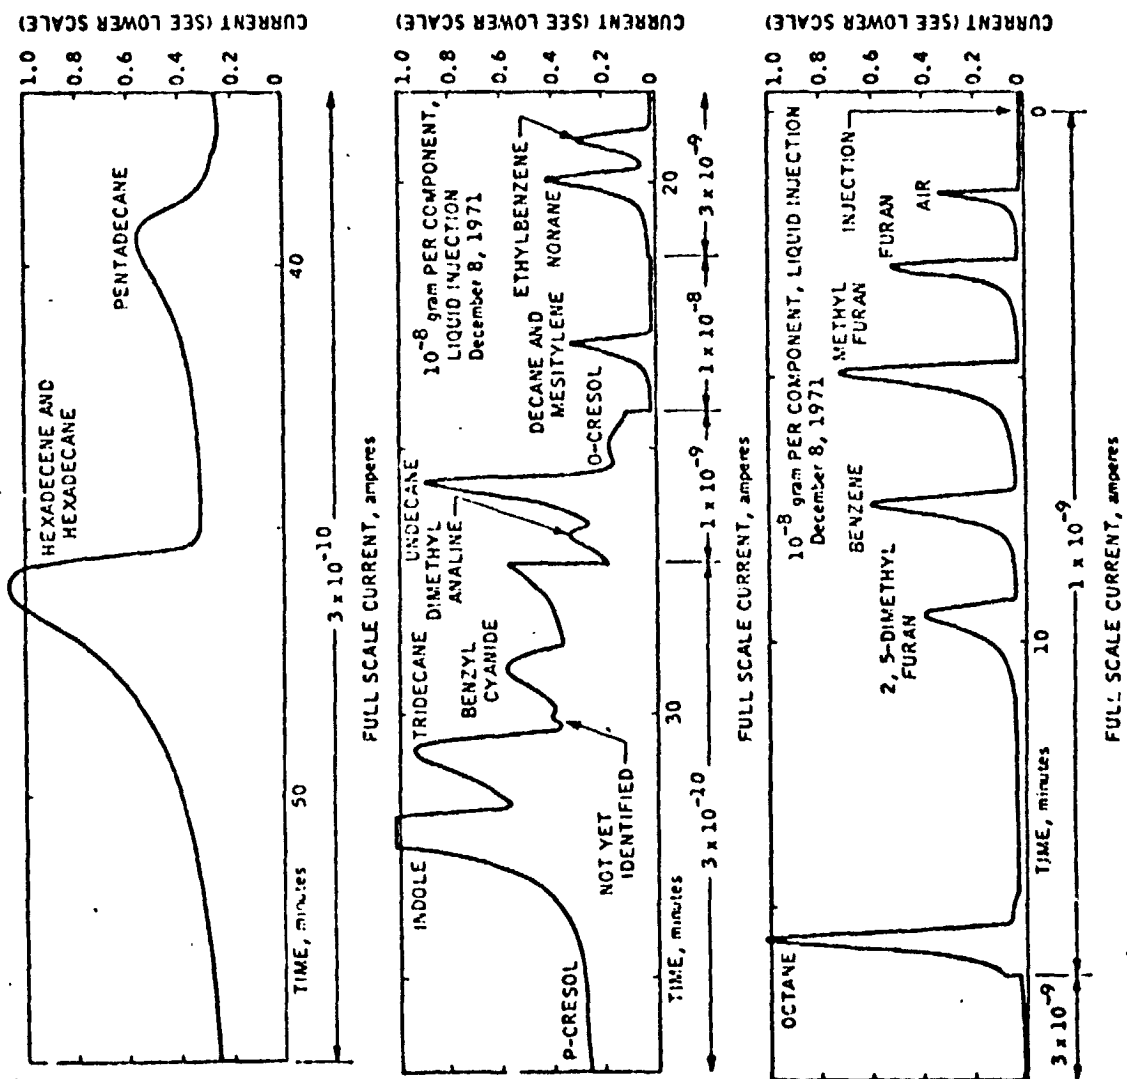 CURRENT (SEE LOWER SCALE)
1.0
0.8
0.6
0.4
0.2
0
HEXADECENE AND
HEXADECANE
PENTADECANE
40
50
TIME, minutes
3 x 10-10
FULL SCALE CURRENT, amperes
CURRENT (SEE LOWER SCALE)
1.0
0.8
0.6
0.4
0.2
0
10-8 gram PER COMPONENT,
LIQUID INJECTION
December 8, 1971
ETHYLBENZENE
NONANE
DECANE AND
MESITYLENE
O-CRESOL
UNDECANE
DIMETHYL
ANALINE
TRIDECANE
BENZYL
CYANIDE
NOT YET
IDENTIFIED
INDOLE
P-CRESOL
20
30
TIME, minutes
3 x 10-9
1 x 10-8
1 x 10-9
3 x 10-10
FULL SCALE CURRENT, amperes
CURRENT (SEE LOWER SCALE)
1.0
0.8
0.6
0.4
0.2
0
10-8 gram PER COMPONENT, LIQUID INJECTION
December 8, 1971
INJECTION
AIR
FURAN
METHYL
FURAN
BENZENE
2, 5-DIMETHYL
FURAN
OCTANE
0
10
TIME, minutes
1 x 10-9
3 x 10-9
FULL SCALE CURRENT, amperes